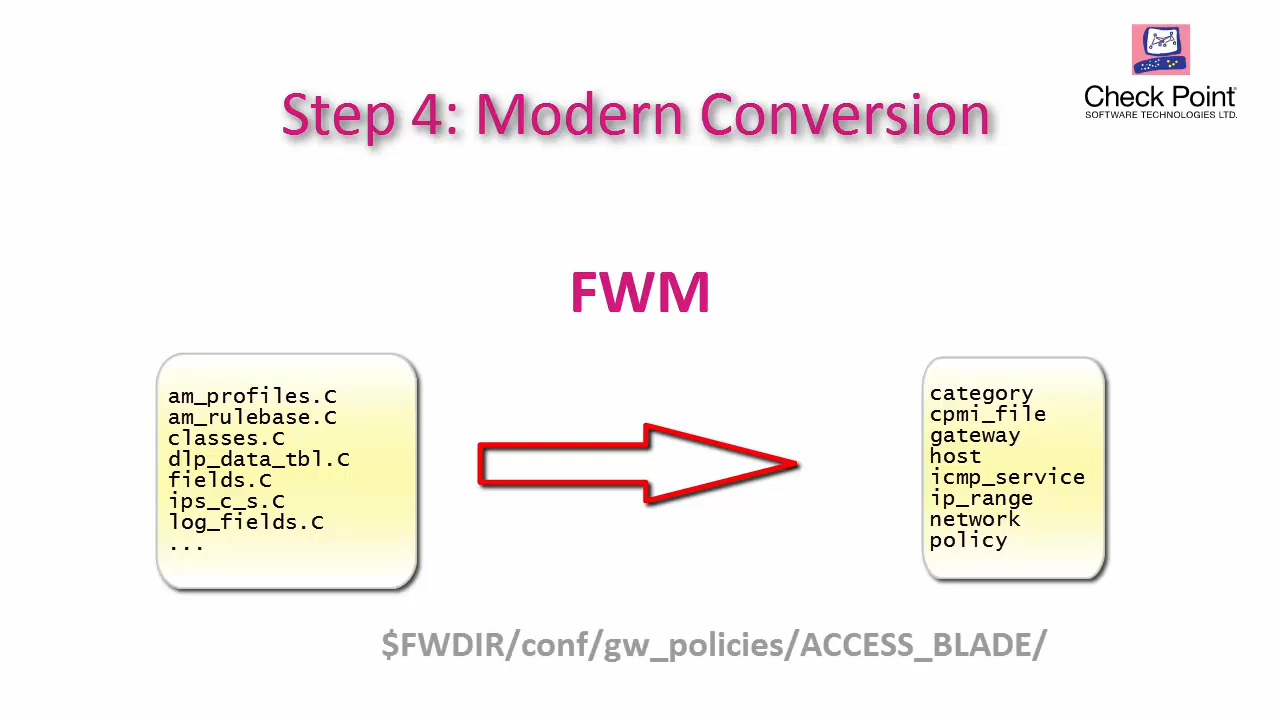 Check Point
SOFTWARE TECHNOLOGIES LTD.
Step 4: Modern Conversion
FWM
am_profiles.C
am_rulebase.C
classes.C
dlp_data_tbl.C
fields.C
ips_c_s.C
log_fields.C
...
category
cpmi_file
gateway
host
icmp_service
ip_range
network
policy
$FWDIR/conf/gw_policies/ACCESS_BLADE/